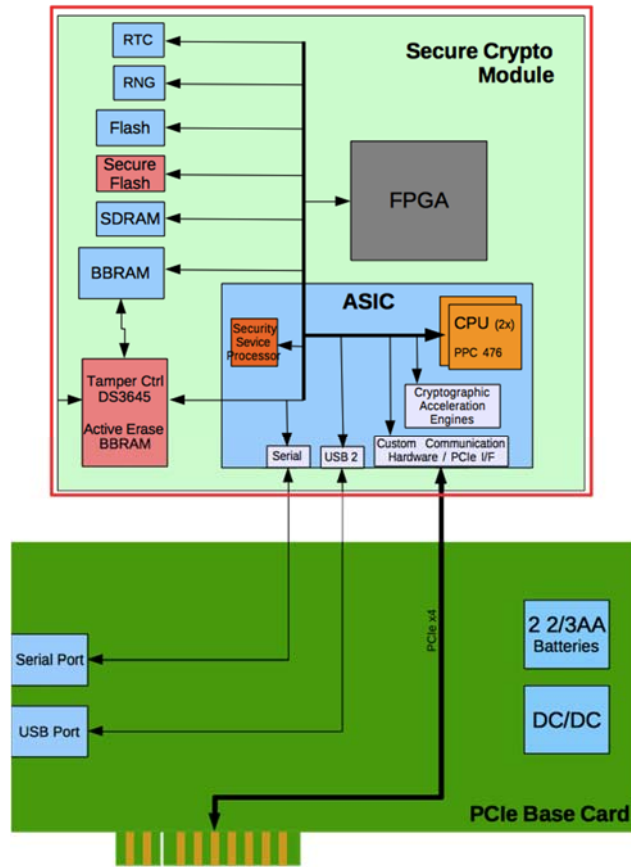 RTC
Secure Crypto
Module
RNG
Flash
Secure
Flash
FPGA
SDRAM
BBRAM
ASIC
CPU (2x)
PPC 476
Security
Sevice
Processor
Tamper Ctrl
DS3645
Active Erase
BBRAM
Cryptographic
Acceleration
Engines
Serial
USB 2
Custom Communication
Hardware / PCIe I/F
PCIe x4
2 2/3AA
Batteries
Serial Port
DC/DC
USB Port
PCIe Base Card